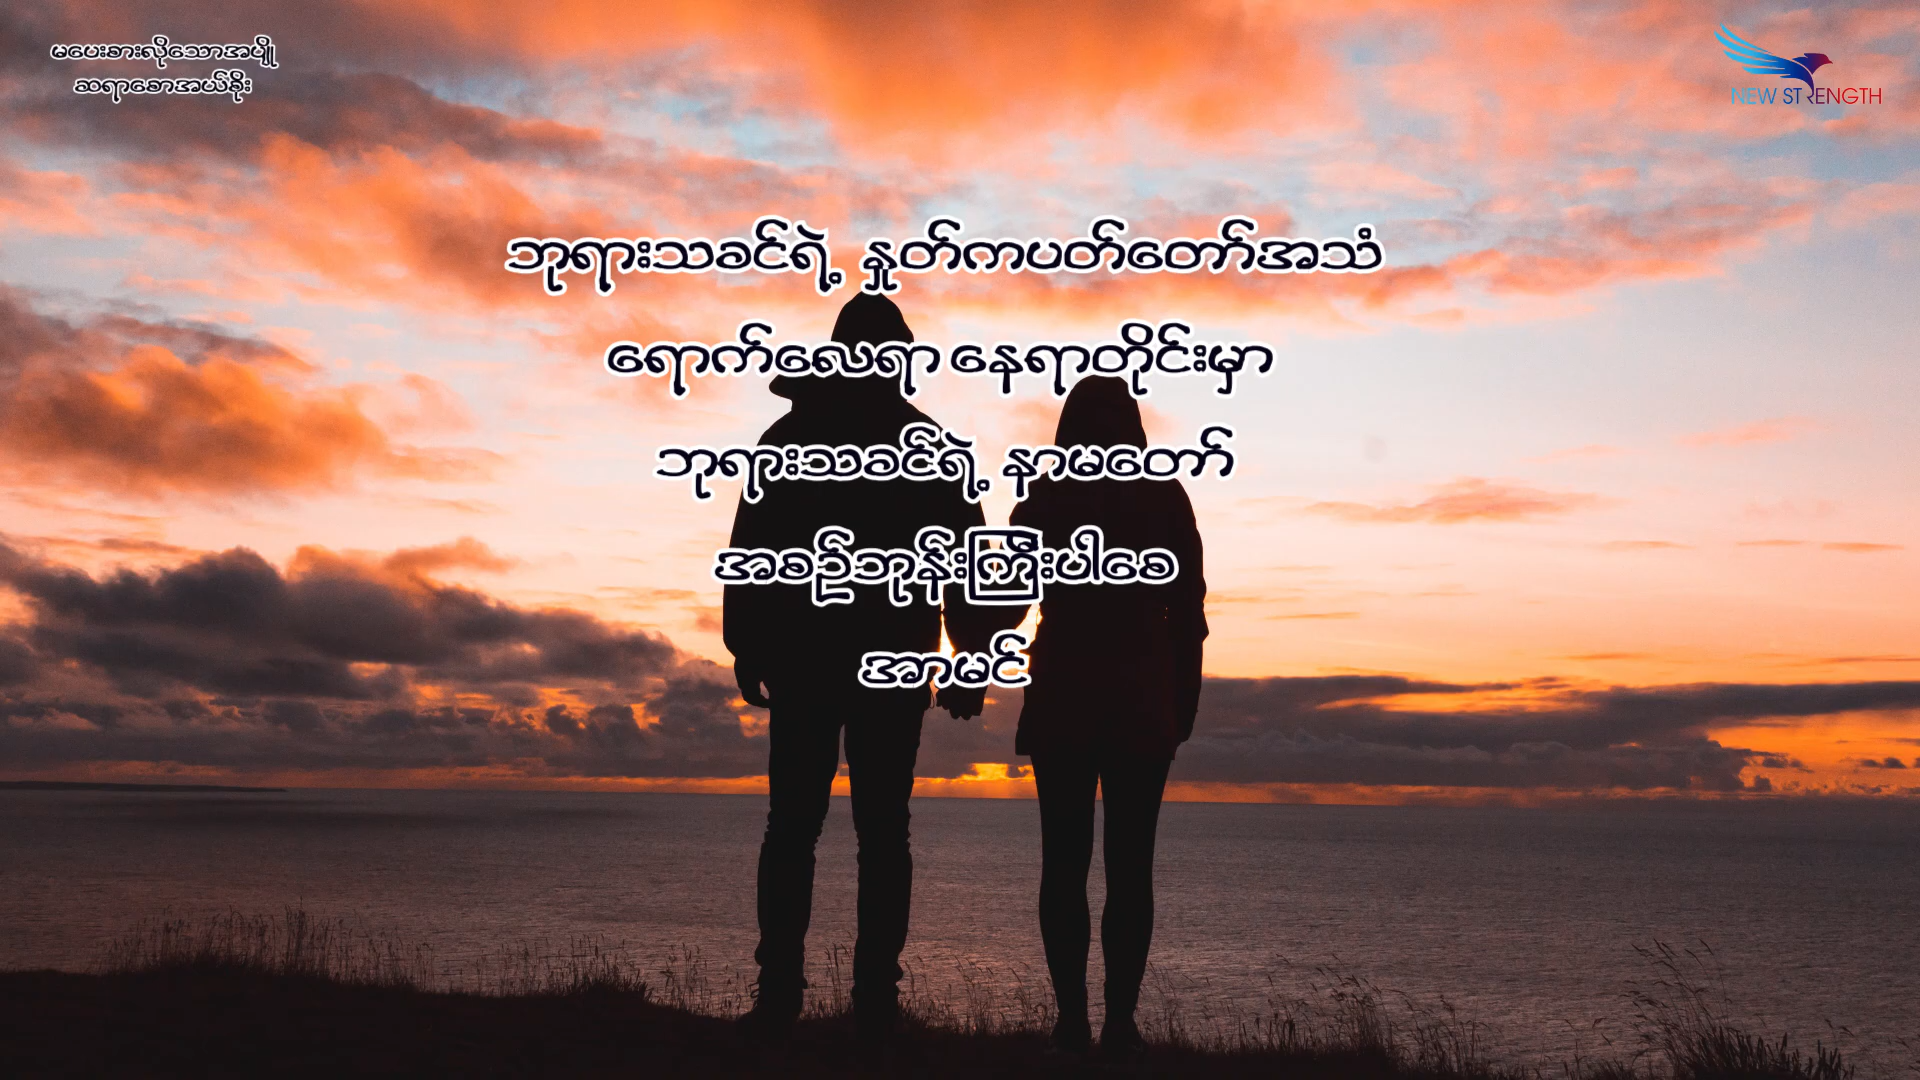 မပေးစားလိုသောအပျို
ဆရာစောအယ်ခိုး
NEW STRENGTH
ဘုရားသခင်ရဲ့ နှုတ်ကပတ်တော်အသံ
ရောက်လေရာ နေရာတိုင်းမှာ
ဘုရားသခင်ရဲ့ နာမတော်
အစဉ်ဘုန်းကြီးပါစေ
အာမင်